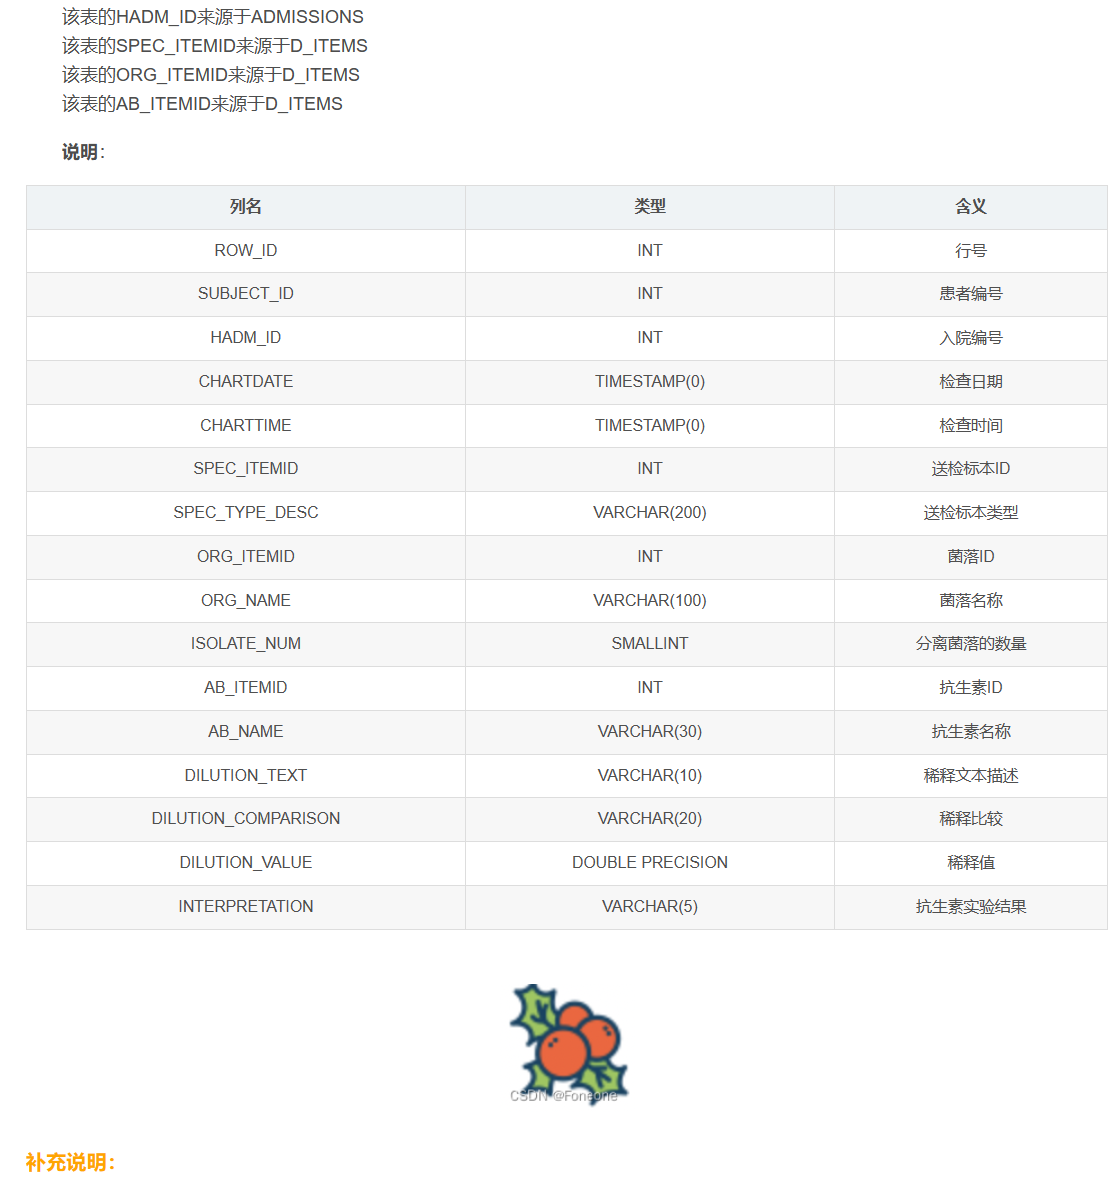 该表的HADM_ID来源于ADMISSIONS
该表的SPEC_ITEMID来源于D_ITEMS
该表的ORG_ITEMID来源于D_ITEMS
该表的AB_ITEMID来源于D_ITEMS
说明：
列名 类型 含义
ROW_ID INT 行号
SUBJECT_ID INT 患者编号
HADM_ID INT 入院编号
CHARTDATE TIMESTAMP(0) 检查日期
CHARTTIME TIMESTAMP(0) 检查时间
SPEC_ITEMID INT 送检标本ID
SPEC_TYPE_DESC VARCHAR(200) 送检标本类型
ORG_ITEMID INT 菌落ID
ORG_NAME VARCHAR(100) 菌落名称
ISOLATE_NUM SMALLINT 分离菌落的数量
AB_ITEMID INT 抗生素ID
AB_NAME VARCHAR(30) 抗生素名称
DILUTION_TEXT VARCHAR(10) 稀释文本描述
DILUTION_COMPARISON VARCHAR(20) 稀释比较
DILUTION_VALUE DOUBLE PRECISION 稀释值
INTERPRETATION VARCHAR(5) 抗生素实验结果
CSDN @Foneone
补充说明：